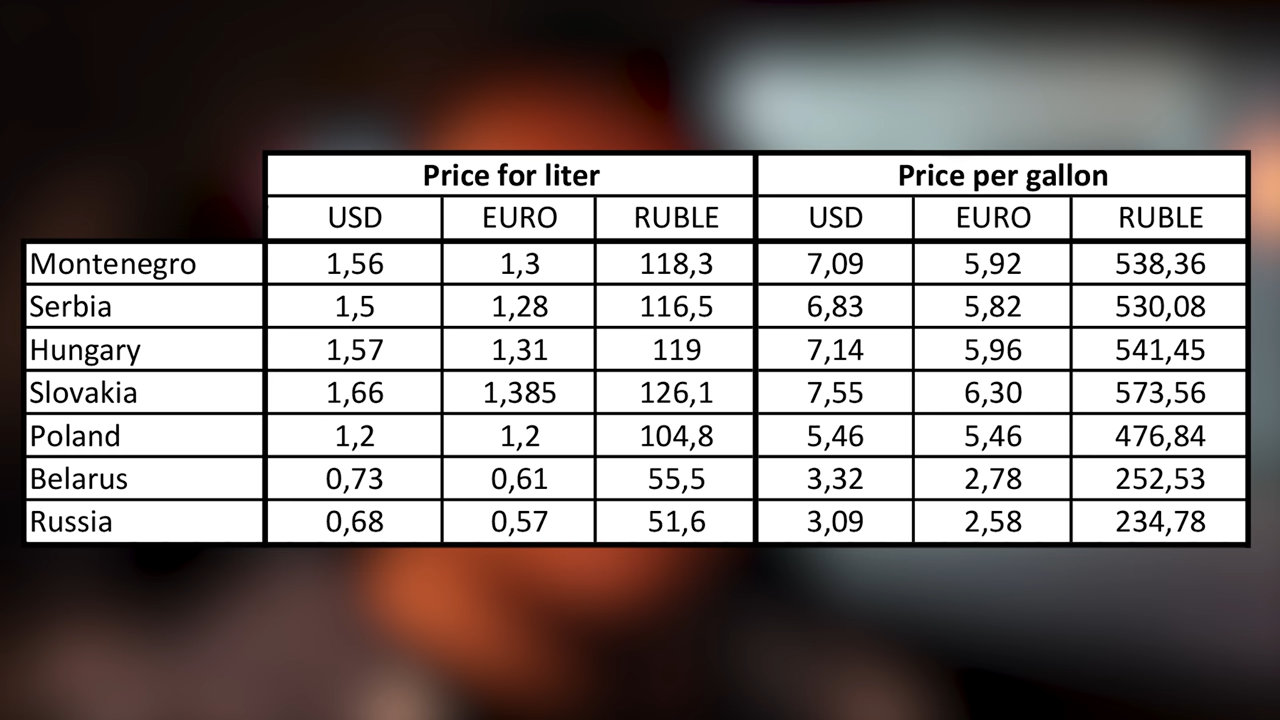 Price for liter Price per gallon
USD EURO RUBLE USD EURO RUBLE
Montenegro 1,56 1,3 118,3 7,09 5,92 538,36
Serbia 1,5 1,28 116,5 6,83 5,82 530,08
Hungary 1,57 1,31 119 7,14 5,96 541,45
Slovakia 1,66 1,385 126,1 7,55 6,30 573,56
Poland 1,2 1,2 104,8 5,46 5,46 476,84
Belarus 0,73 0,61 55,5 3,32 2,78 252,53
Russia 0,68 0,57 51,6 3,09 2,58 234,78